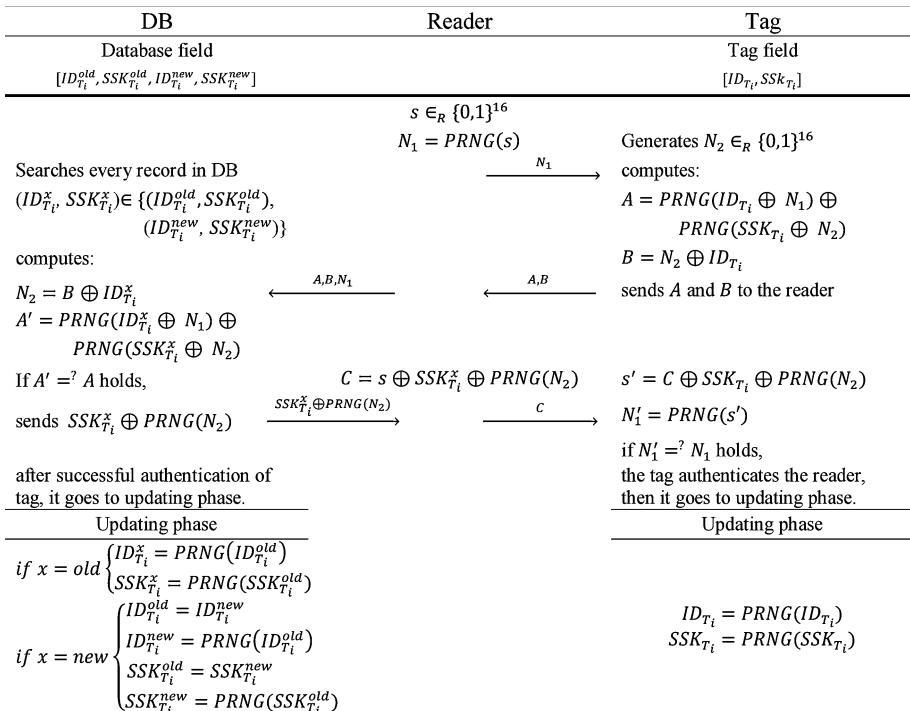 DB Reader Tag
Database field Tag field
[ID_{T_i}^{old}, SSK_{T_i}^{old}, ID_{T_i}^{new}, SSK_{T_i}^{new}] [ID_{T_i}, SSk_{T_i}]
s ∈_R {0,1}^{16}
N_1 = PRNG(s)
N_1
Generates N_2 ∈_R {0,1}^{16}
computes:
A = PRNG(ID_{T_i} ⊕ N_1) ⊕
PRNG(SSK_{T_i} ⊕ N_2)
B = N_2 ⊕ ID_{T_i}
sends A and B to the reader
A,B
A,B,N_1
Searches every record in DB
(ID_{T_i}^x, SSK_{T_i}^x)∈ {(ID_{T_i}^{old}, SSK_{T_i}^{old}),
(ID_{T_i}^{new}, SSK_{T_i}^{new})}
computes:
N_2 = B ⊕ ID_{T_i}^x
A′ = PRNG(ID_{T_i}^x ⊕ N_1) ⊕
PRNG(SSK_{T_i}^x ⊕ N_2)
If A′ =^? A holds,
sends SSK_{T_i}^x ⊕ PRNG(N_2)
SSK_{T_i}^x⊕PRNG(N_2)
after successful authentication of
tag, it goes to updating phase.
C = s ⊕ SSK_{T_i}^x ⊕ PRNG(N_2)
C
s′ = C ⊕ SSK_{T_i} ⊕ PRNG(N_2)
N_1′ = PRNG(s′)
if N_1′ =^? N_1 holds,
the tag authenticates the reader,
then it goes to updating phase.
Updating phase
if x = old { ID_{T_i}^x = PRNG(ID_{T_i}^{old})
SSK_{T_i}^x = PRNG(SSK_{T_i}^{old})
if x = new { ID_{T_i}^{old} = ID_{T_i}^{new}
ID_{T_i}^{new} = PRNG(ID_{T_i}^{old})
SSK_{T_i}^{old} = SSK_{T_i}^{new}
SSK_{T_i}^{new} = PRNG(SSK_{T_i}^{old})
Updating phase
ID_{T_i} = PRNG(ID_{T_i})
SSK_{T_i} = PRNG(SSK_{T_i})